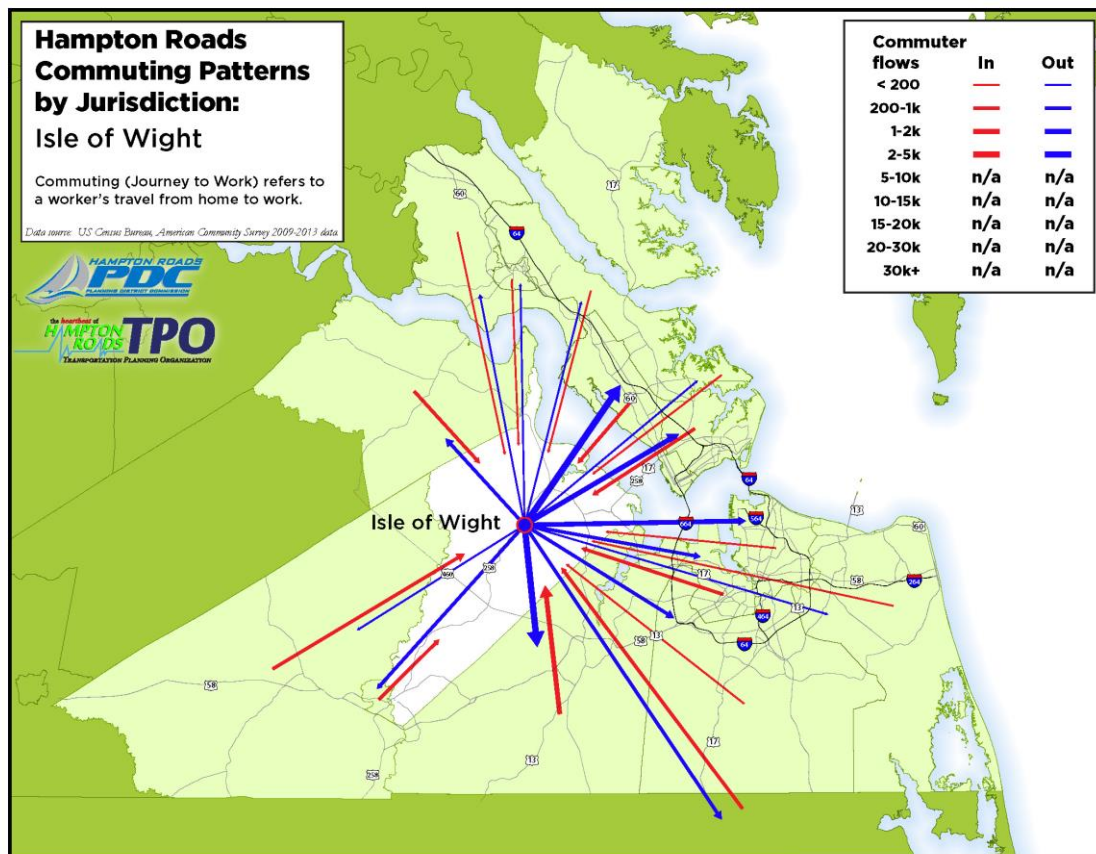 Hampton Roads
Commuting Patterns
by Jurisdiction:
Isle of Wight
Commuting (Journey to Work) refers to
a worker's travel from home to work.
Data source: US Census Bureau, American Community Survey 2009-2013 data
HAMPTON ROADS
PDC
PLANNING DISTRICT COMMISSION
the heartbeat of
HAMPTON
ROADS TPO
TRANSPORTATION PLANNING ORGANIZATION
Commuter
flows In Out
< 200
200-1k
1-2k
2-5k
5-10k n/a n/a
10-15k n/a n/a
15-20k n/a n/a
20-30k n/a n/a
30k+ n/a n/a
60
17
64
60
17
258
64
13
60
664
564
Isle of Wight
460
258
17
58
264
13
464
58
13
64
58
17
13
258